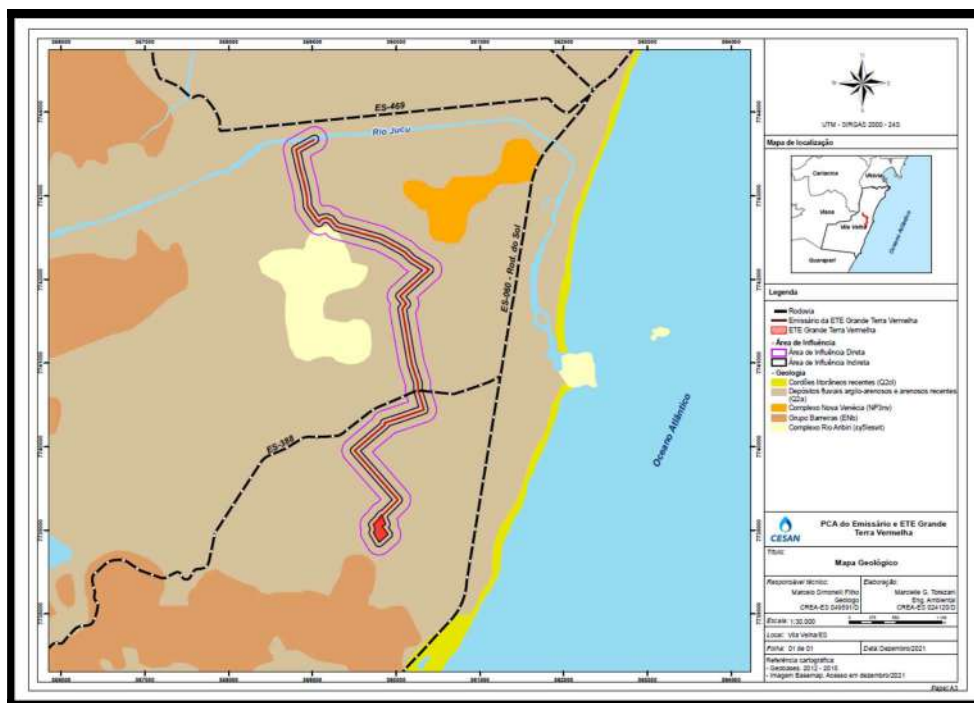 ES-469
Rio Jucu
ES-060 - Rod. do Sol
ES-388
Oceano Atlântico
UTM - SIRGAS 2000 - 24S
Mapa de localização
Cariacica
Vitória
Viana
Vila Velha
Guarapari
Oceano Atlântico
Legenda
Rodovia
Emissário da ETE Grande Terra Vermelha
ETE Grande Terra Vermelha
- Área de Influência
Área de Influência Direta
Área de Influência Indireta
- Geologia
Cordões litorâneos recentes (Q2cl)
Depósitos fluvais argilo-arenosos e arenosos recentes
(Q2a)
Complexo Nova Venécia (NP3nv)
Grupo Barreiras (ENb)
Complexo Rio Aribiri
CESAN
PCA do Emissário e ETE Grande
Terra Vermelha
Título:
Mapa Geológico
Responsável técnico:
Marcelo Simonelli Filho
Geólogo
Elaboração:
Eng. Ambiental
Escala: 1:30.000
Local: Vila Velha/ES
Folha: 01 de 01
Data: Dezembro/2021
Referência cartográfica
- Geobases. 2012 - 2015
- Imagem: Basemap. Acesso em dezembro/2021
Papel A3